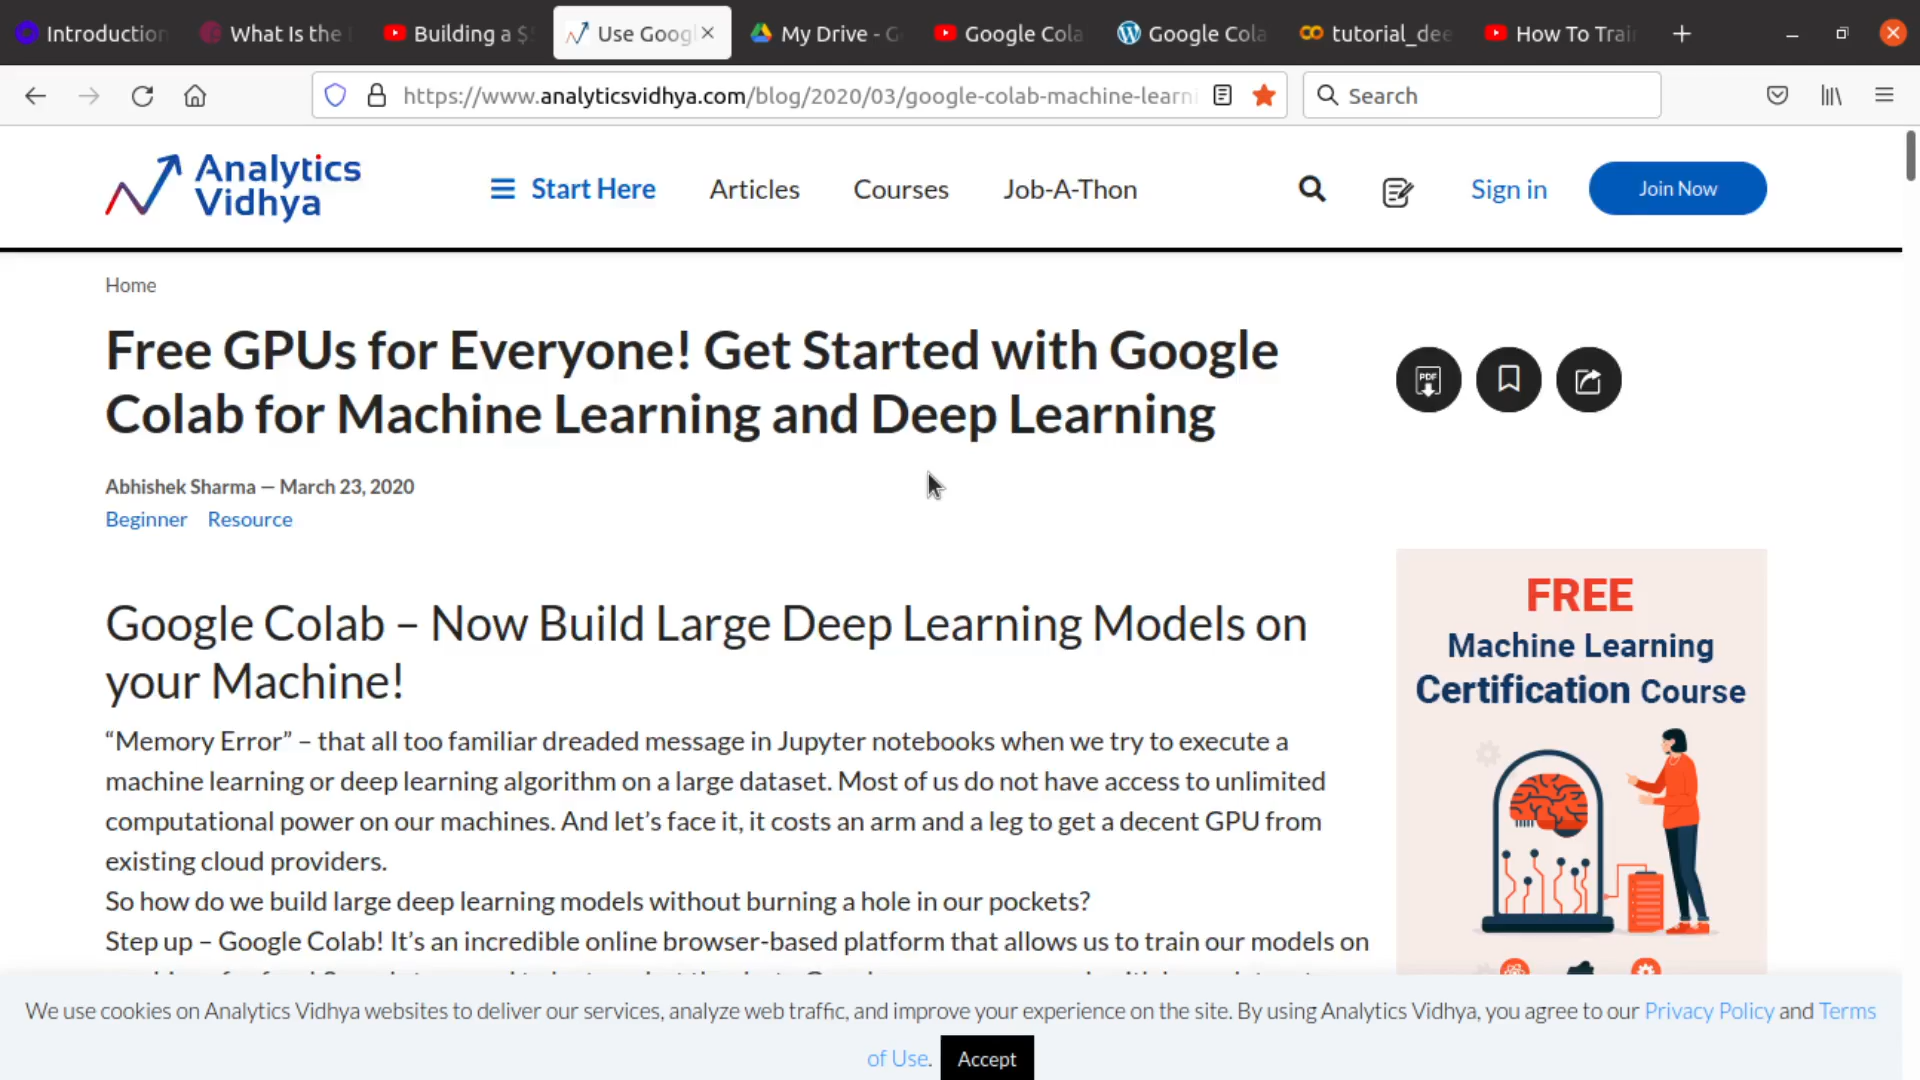 Introduction What Is the Building a $ Use Goog My Drive - G Google Cola Google Cola tutorial_dee How To Trai
https://www.analyticsvidhya.com/blog/2020/03/google-colab-machine-learni Search
Analytics Vidhya
Start Here Articles Courses Job-A-Thon Sign in Join Now
Home
Free GPUs for Everyone! Get Started with Google
Colab for Machine Learning and Deep Learning
PDF
Abhishek Sharma — March 23, 2020
Beginner Resource
Google Colab – Now Build Large Deep Learning Models on
your Machine!
“Memory Error” – that all too familiar dreaded message in Jupyter notebooks when we try to execute a
machine learning or deep learning algorithm on a large dataset. Most of us do not have access to unlimited
computational power on our machines. And let’s face it, it costs an arm and a leg to get a decent GPU from
existing cloud providers.
So how do we build large deep learning models without burning a hole in our pockets?
Step up – Google Colab! It’s an incredible online browser-based platform that allows us to train our models on
FREE
Machine Learning
Certification Course
We use cookies on Analytics Vidhya websites to deliver our services, analyze web traffic, and improve your experience on the site. By using Analytics Vidhya, you agree to our Privacy Policy and Terms
of Use. Accept